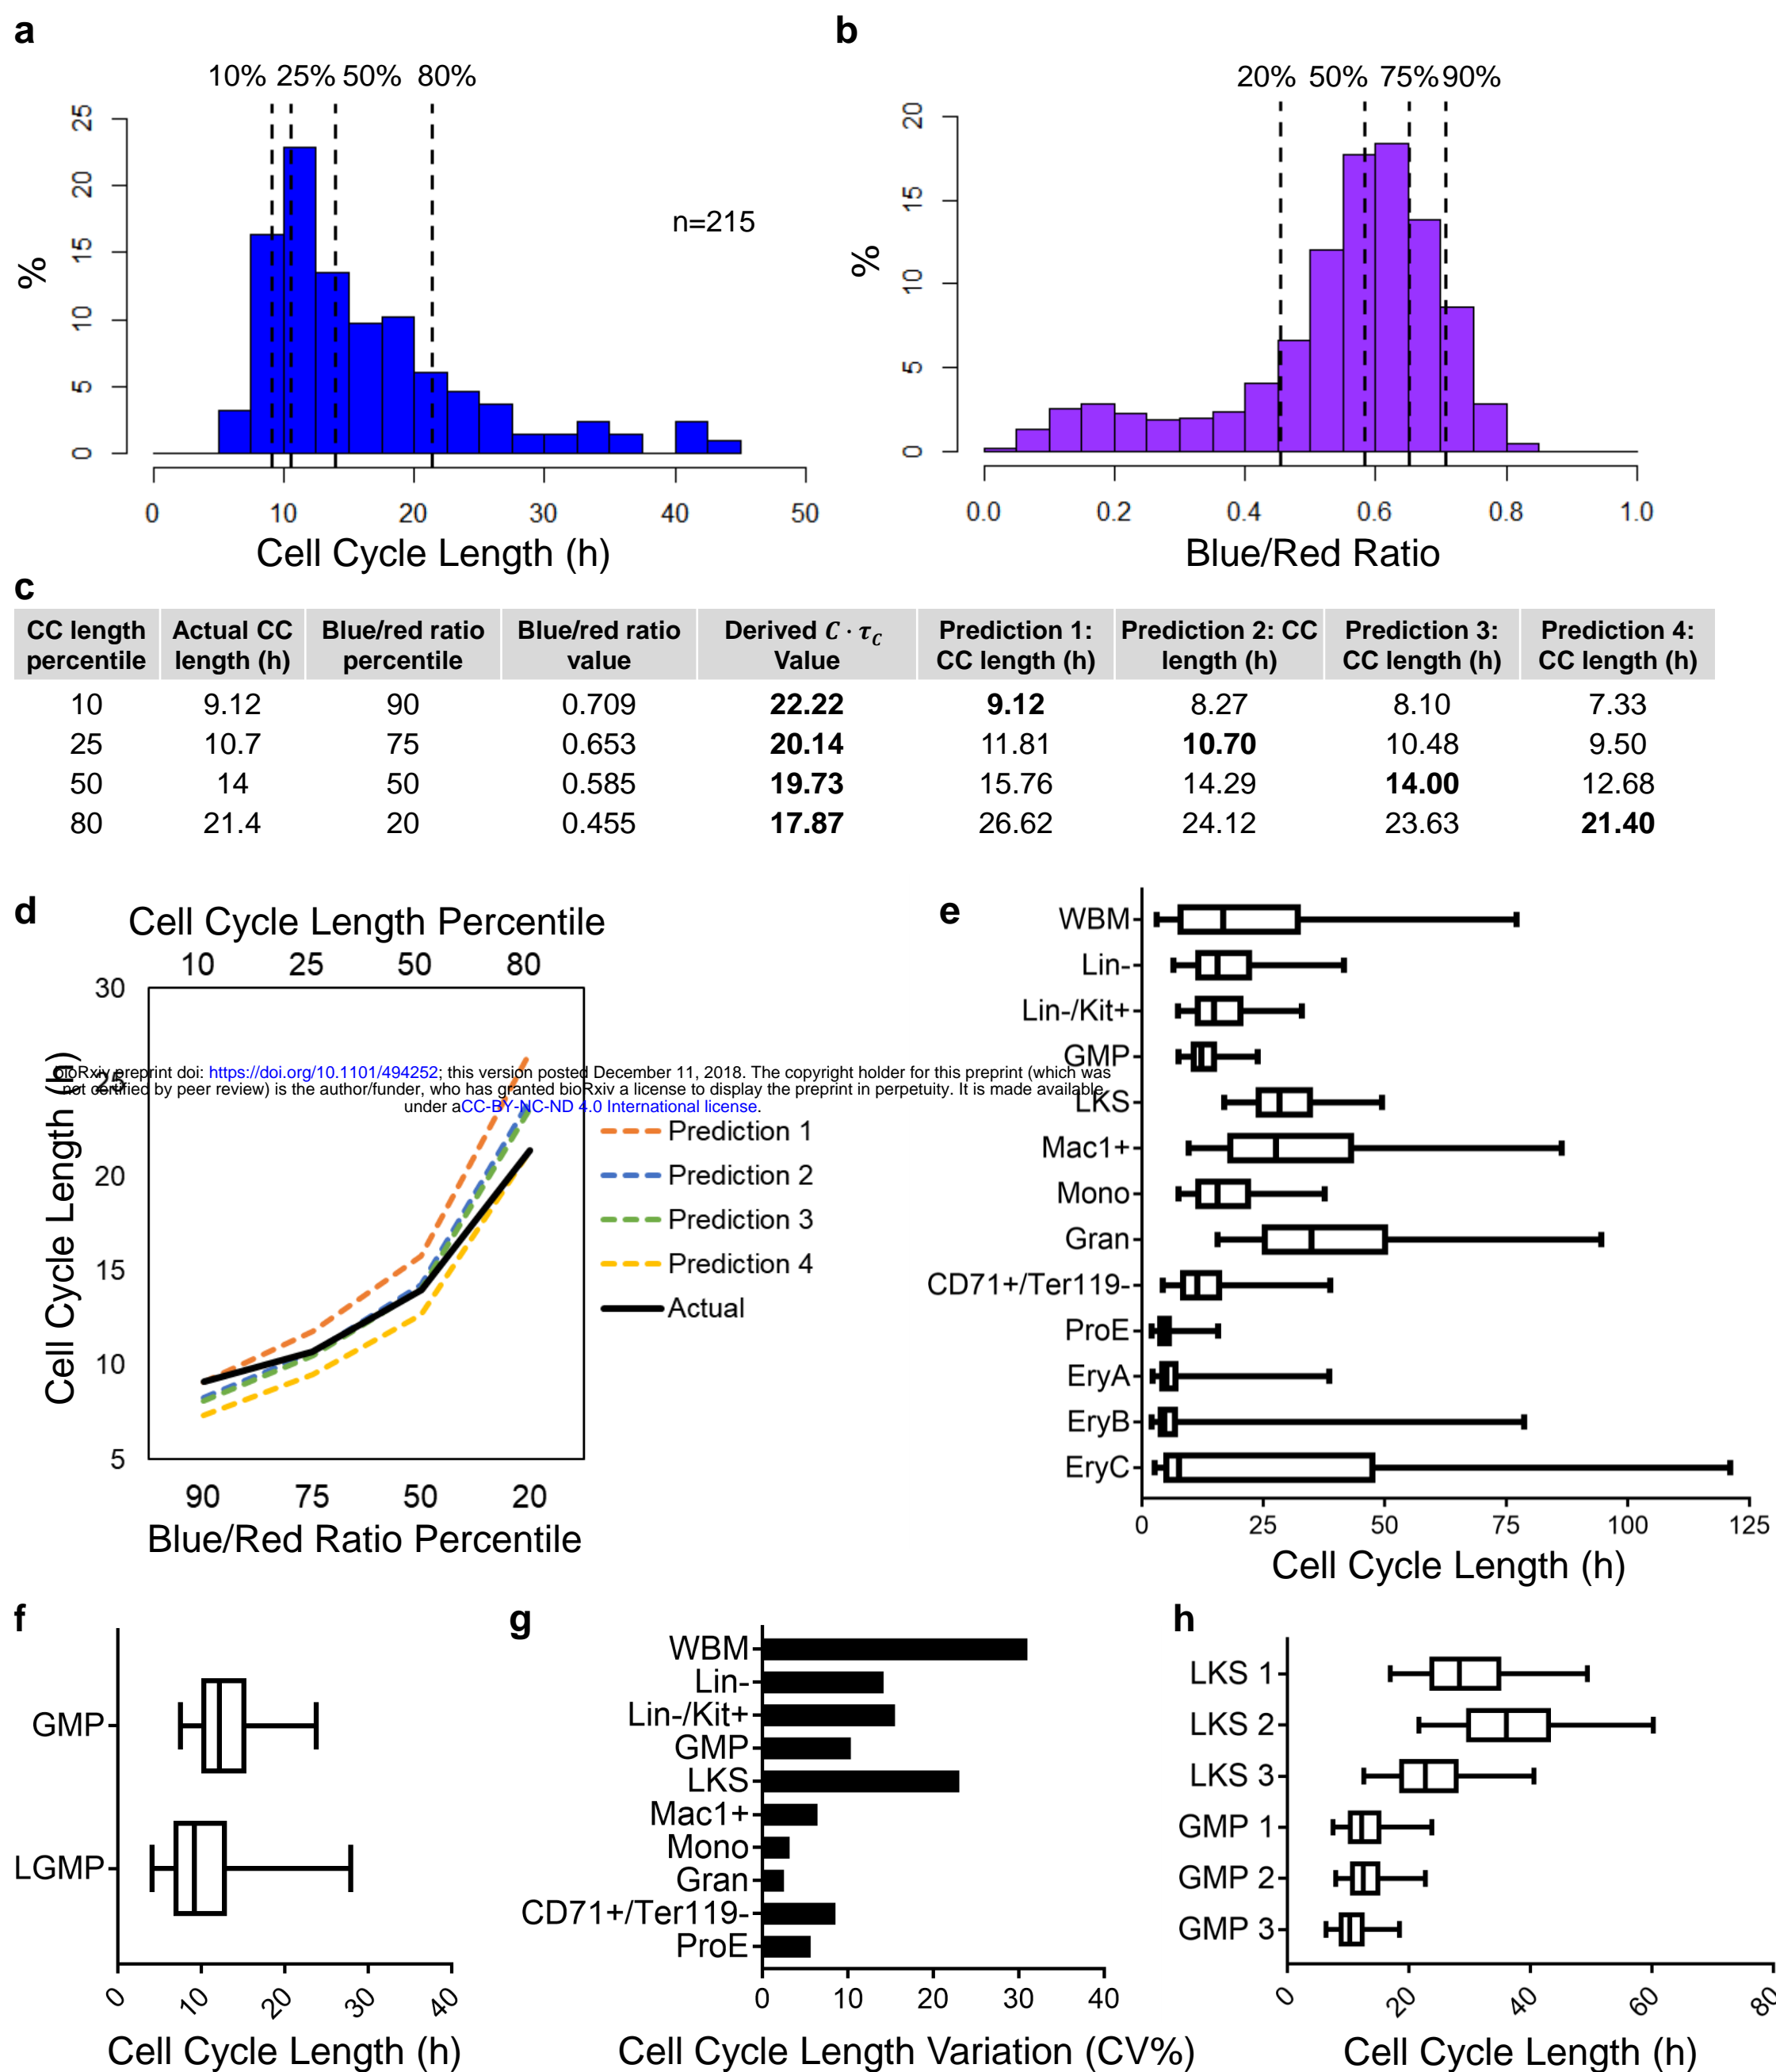 a
10% 25% 50% 80%
25
20
15
10
5
0
%
n=215
0 10 20 30 40 50
Cell Cycle Length (h)
b
20% 50% 75% 90%
20
15
10
5
0
%
0.0 0.2 0.4 0.6 0.8 1.0
Blue/Red Ratio
c
CC length percentile | Actual CC length (h) | Blue/red ratio percentile | Blue/red ratio value | Derived C · τC Value | Prediction 1: CC length (h) | Prediction 2: CC length (h) | Prediction 3: CC length (h) | Prediction 4: CC length (h)
10 9.12 90 0.709 22.22 9.12 8.27 8.10 7.33
25 10.7 75 0.653 20.14 11.81 10.70 10.48 9.50
50 14 50 0.585 19.73 15.76 14.29 14.00 12.68
80 21.4 20 0.455 17.87 26.62 24.12 23.63 21.40
d
Cell Cycle Length Percentile
10 25 50 80
30
25
20
15
10
5
Cell Cycle Length (h)
90 75 50 20
Blue/Red Ratio Percentile
bioRxiv preprint doi: https://doi.org/10.1101/494252; this version posted December 11, 2018. The copyright holder for this preprint (which was
not certified by peer review) is the author/funder, who has granted bioRxiv a license to display the preprint in perpetuity. It is made available
under aCC-BY-NC-ND 4.0 International license.
Prediction 1
Prediction 2
Prediction 3
Prediction 4
Actual
e
WBM
Lin-
Lin-/Kit+
GMP
LKS
Mac1+
Mono
Gran
CD71+/Ter119-
ProE
EryA
EryB
EryC
0 25 50 75 100 125
Cell Cycle Length (h)
f
GMP
LGMP
0 10 20 30 40
Cell Cycle Length (h)
g
WBM
Lin-
Lin-/Kit+
GMP
LKS
Mac1+
Mono
Gran
CD71+/Ter119-
ProE
0 10 20 30 40
Cell Cycle Length Variation (CV%)
h
LKS 1
LKS 2
LKS 3
GMP 1
GMP 2
GMP 3
0 20 40 60 80
Cell Cycle Length (h)